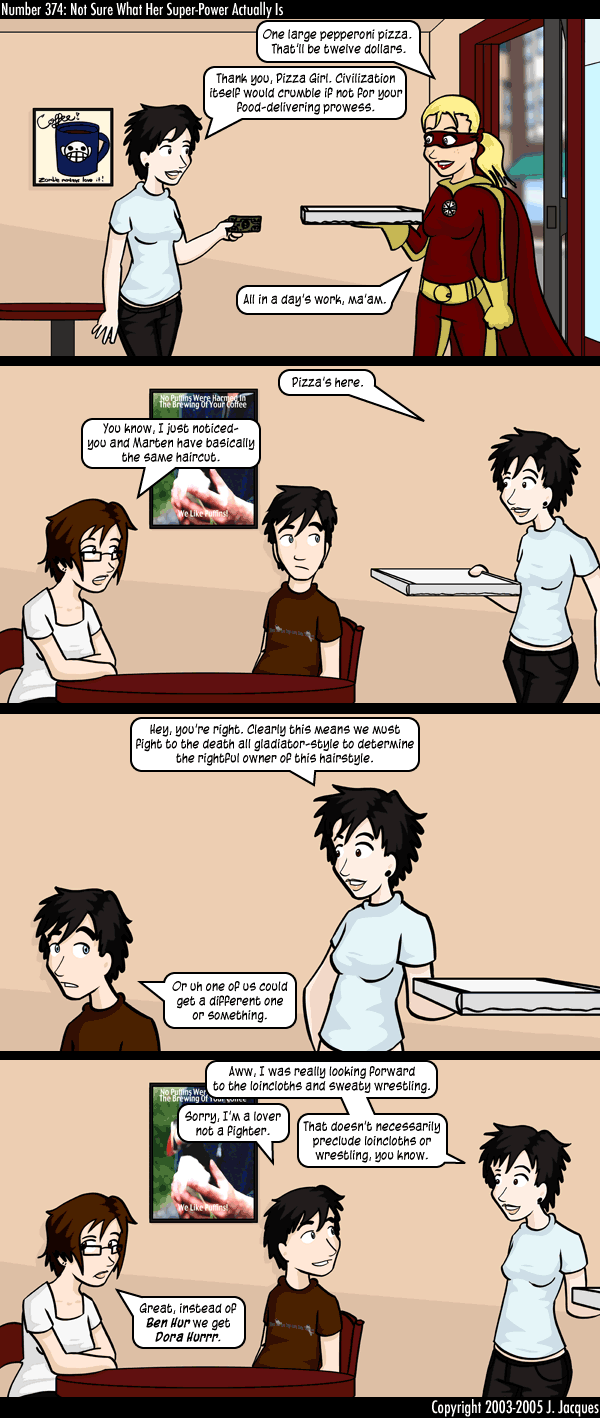 Number 374: Not Sure What Her Super-Power Actually Is
One large pepperoni pizza.
That'll be twelve dollars.
Thank you, Pizza Girl. Civilization
itself would crumble if not for your
food-delivering prowess.
Coffee!
Zombie monkeys love it!
All in a day's work, ma'am.
Pizza's here.
No Puffins Were Harmed In
The Brewing Of Your Coffee
You know, I just noticed-
you and Marten have basically
the same haircut.
We Like Puffins!
Hey, you're right. Clearly this means we must
fight to the death all gladiator-style to determine
the rightful owner of this hairstyle.
Or uh one of us could
get a different one
or something.
Aww, I was really looking forward
to the loincloths and sweaty wrestling.
No Puffins Wer
The Brewing Of Your Coffee
Sorry, I'm a lover
not a fighter.
That doesn't necessarily
preclude loincloths or
wrestling, you know.
We Like Puffins!
Great, instead of
Ben Hur we get
Dora Hurrr.
Copyright 2003-2005 J. Jacques